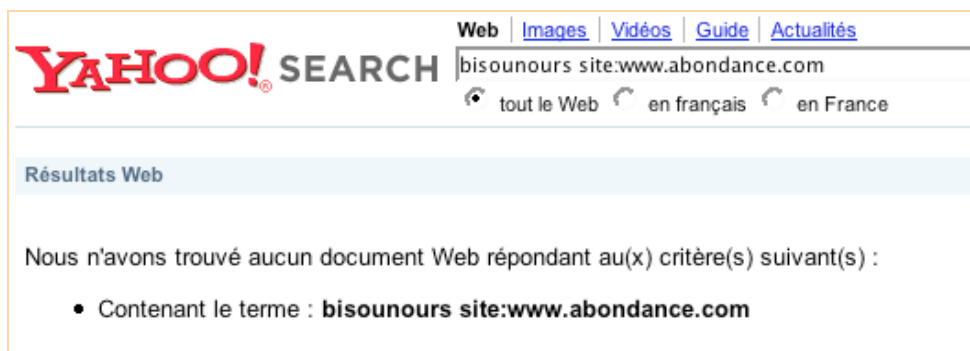 Web | Images | Vidéos | Guide | Actualités
YAHOO!® SEARCH
bisounours site:www.abondance.com
tout le Web en français en France
Résultats Web
Nous n'avons trouvé aucun document Web répondant au(x) critère(s) suivant(s) :
• Contenant le terme : bisounours site:www.abondance.com